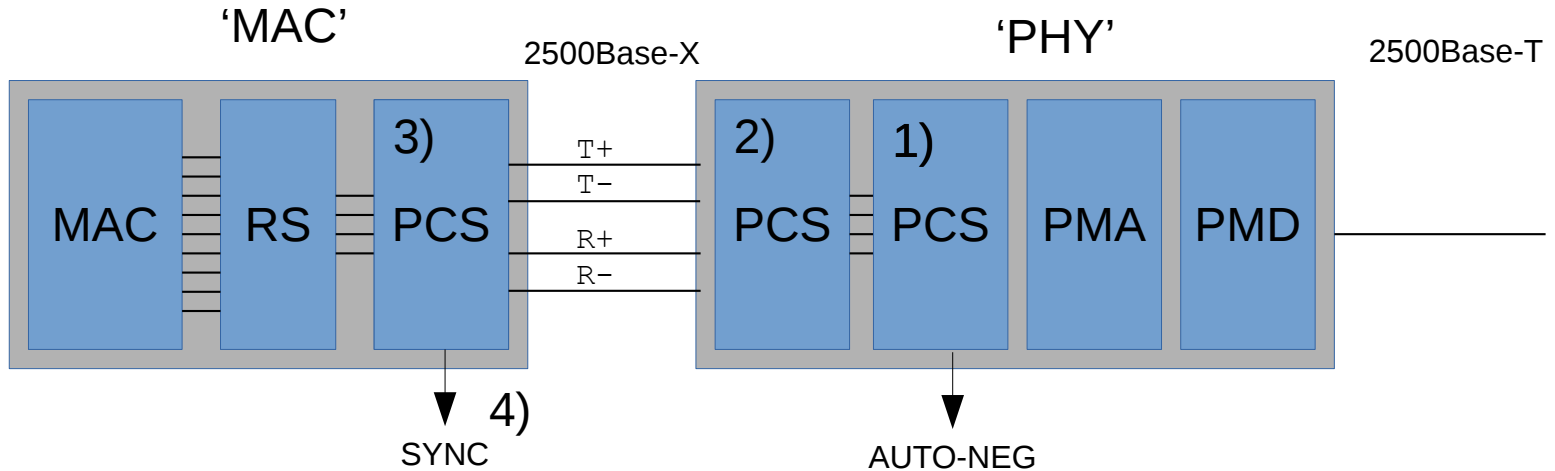 ‘MAC’
2500Base-X
‘PHY’
2500Base-T
MAC
RS
3)
PCS
T+
T-
R+
R-
2)
PCS
1)
PCS
PMA
PMD
4)
SYNC
AUTO-NEG